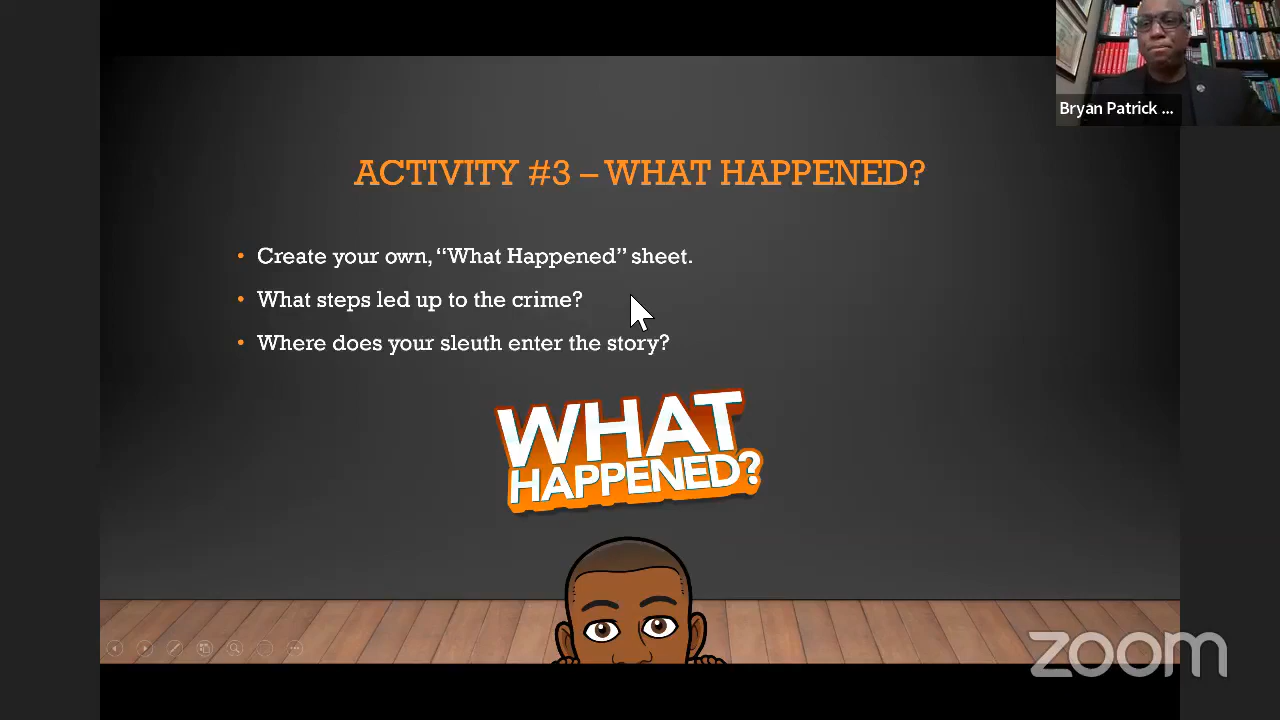 Bryan Patrick ...
ACTIVITY #3 – WHAT HAPPENED?
• Create your own, “What Happened” sheet.
• What steps led up to the crime?
• Where does your sleuth enter the story?
WHAT
HAPPENED?
zoom